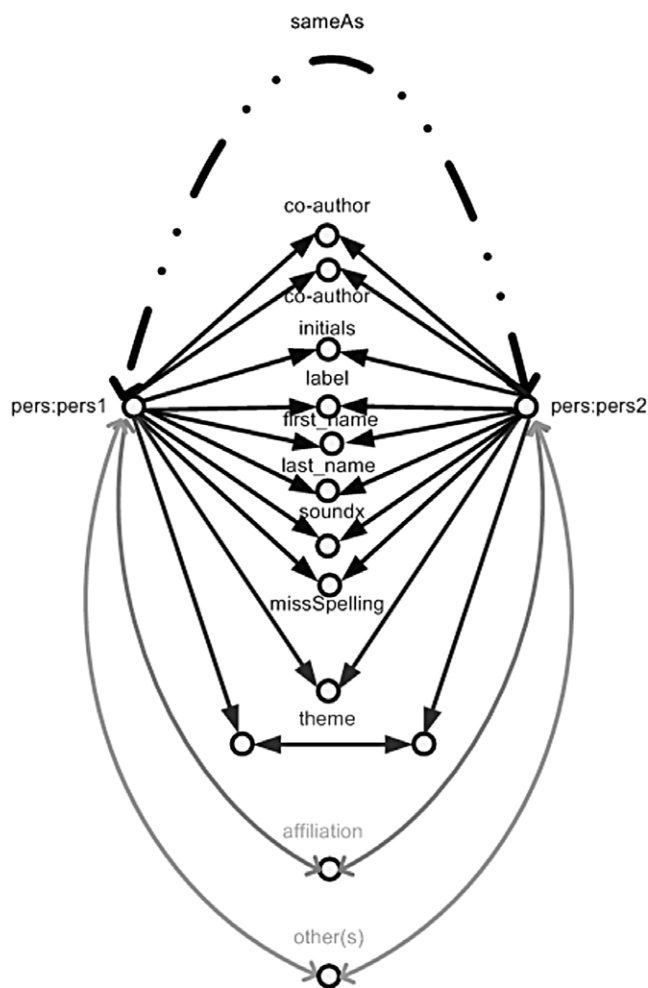 sameAs
co-author
co-author
initials
label
pers:pers1
pers:pers2
first_name
last_name
soundx
missSpelling
theme
affiliation
other(s)